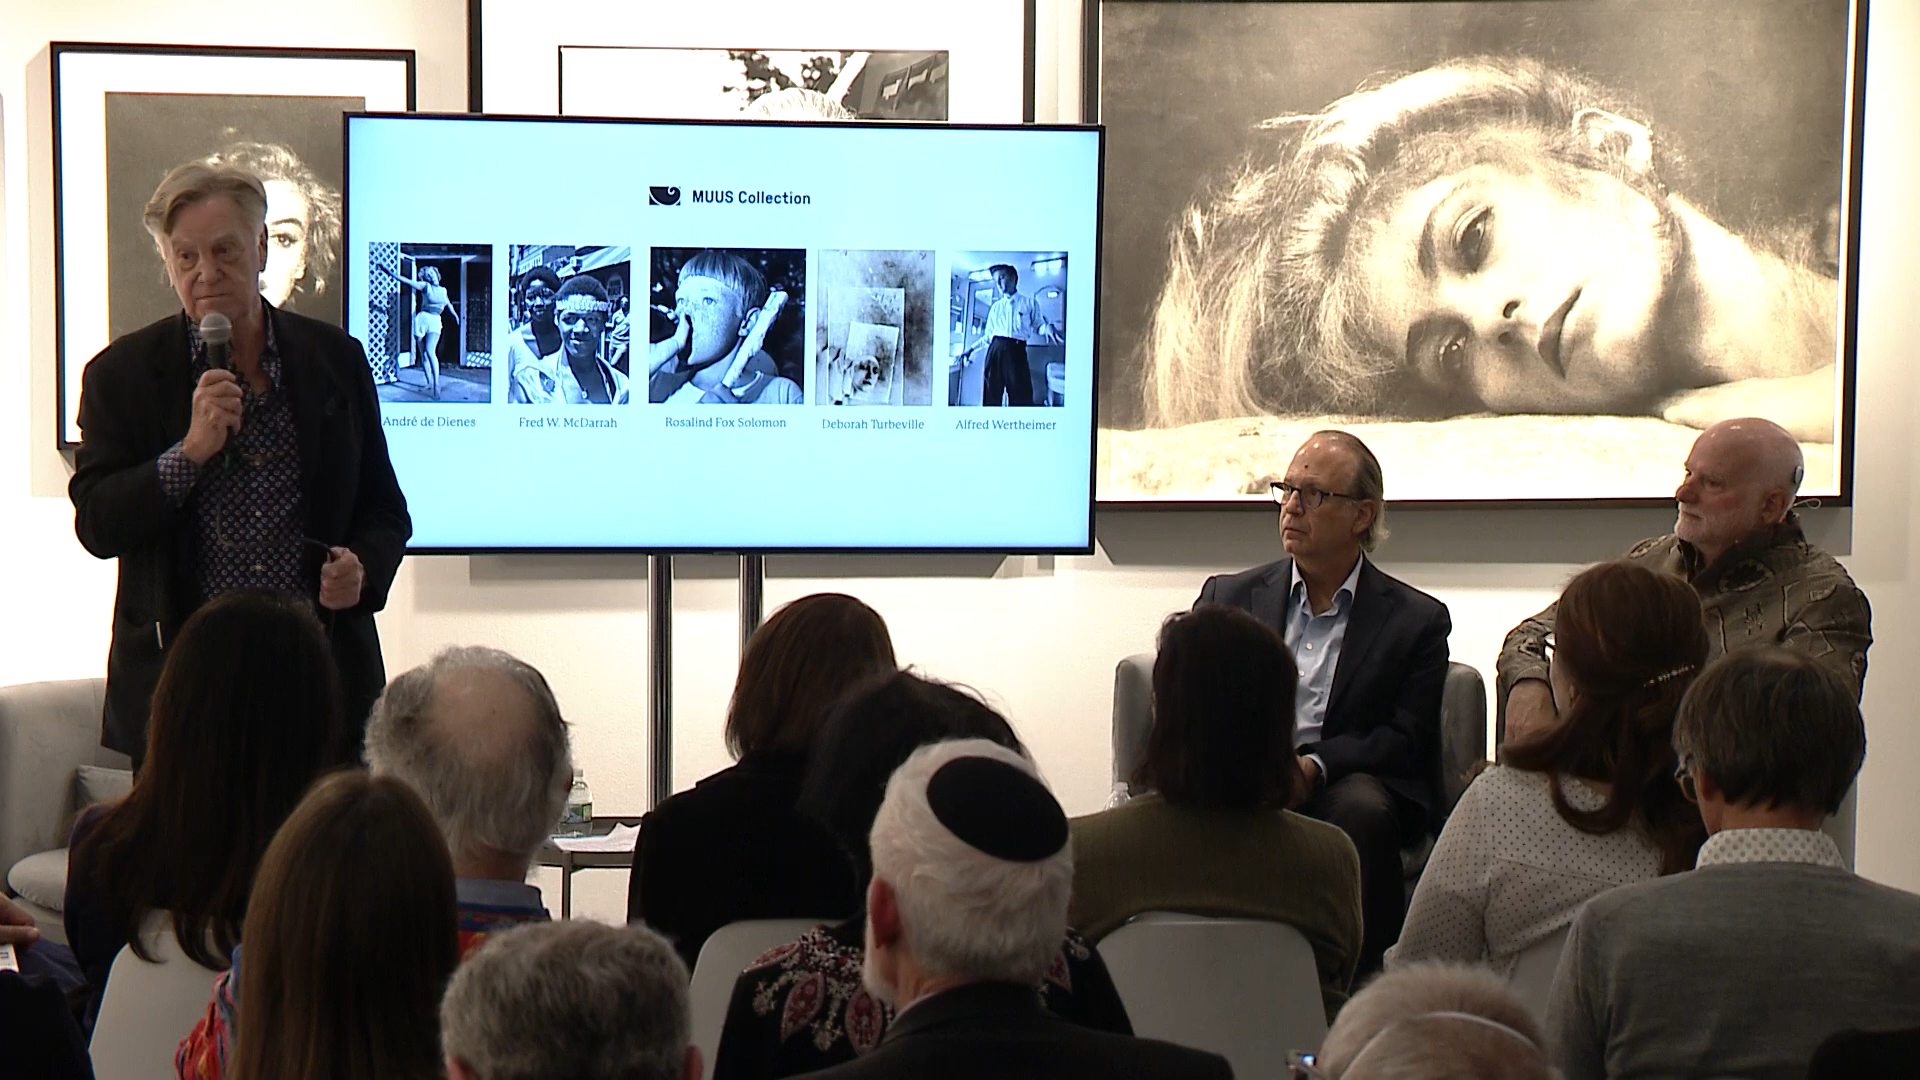 MUUS Collection
André de Dienes
Fred W. McDarrah
Rosalind Fox Solomon
Deborah Turbeville
Alfred Wertheimer